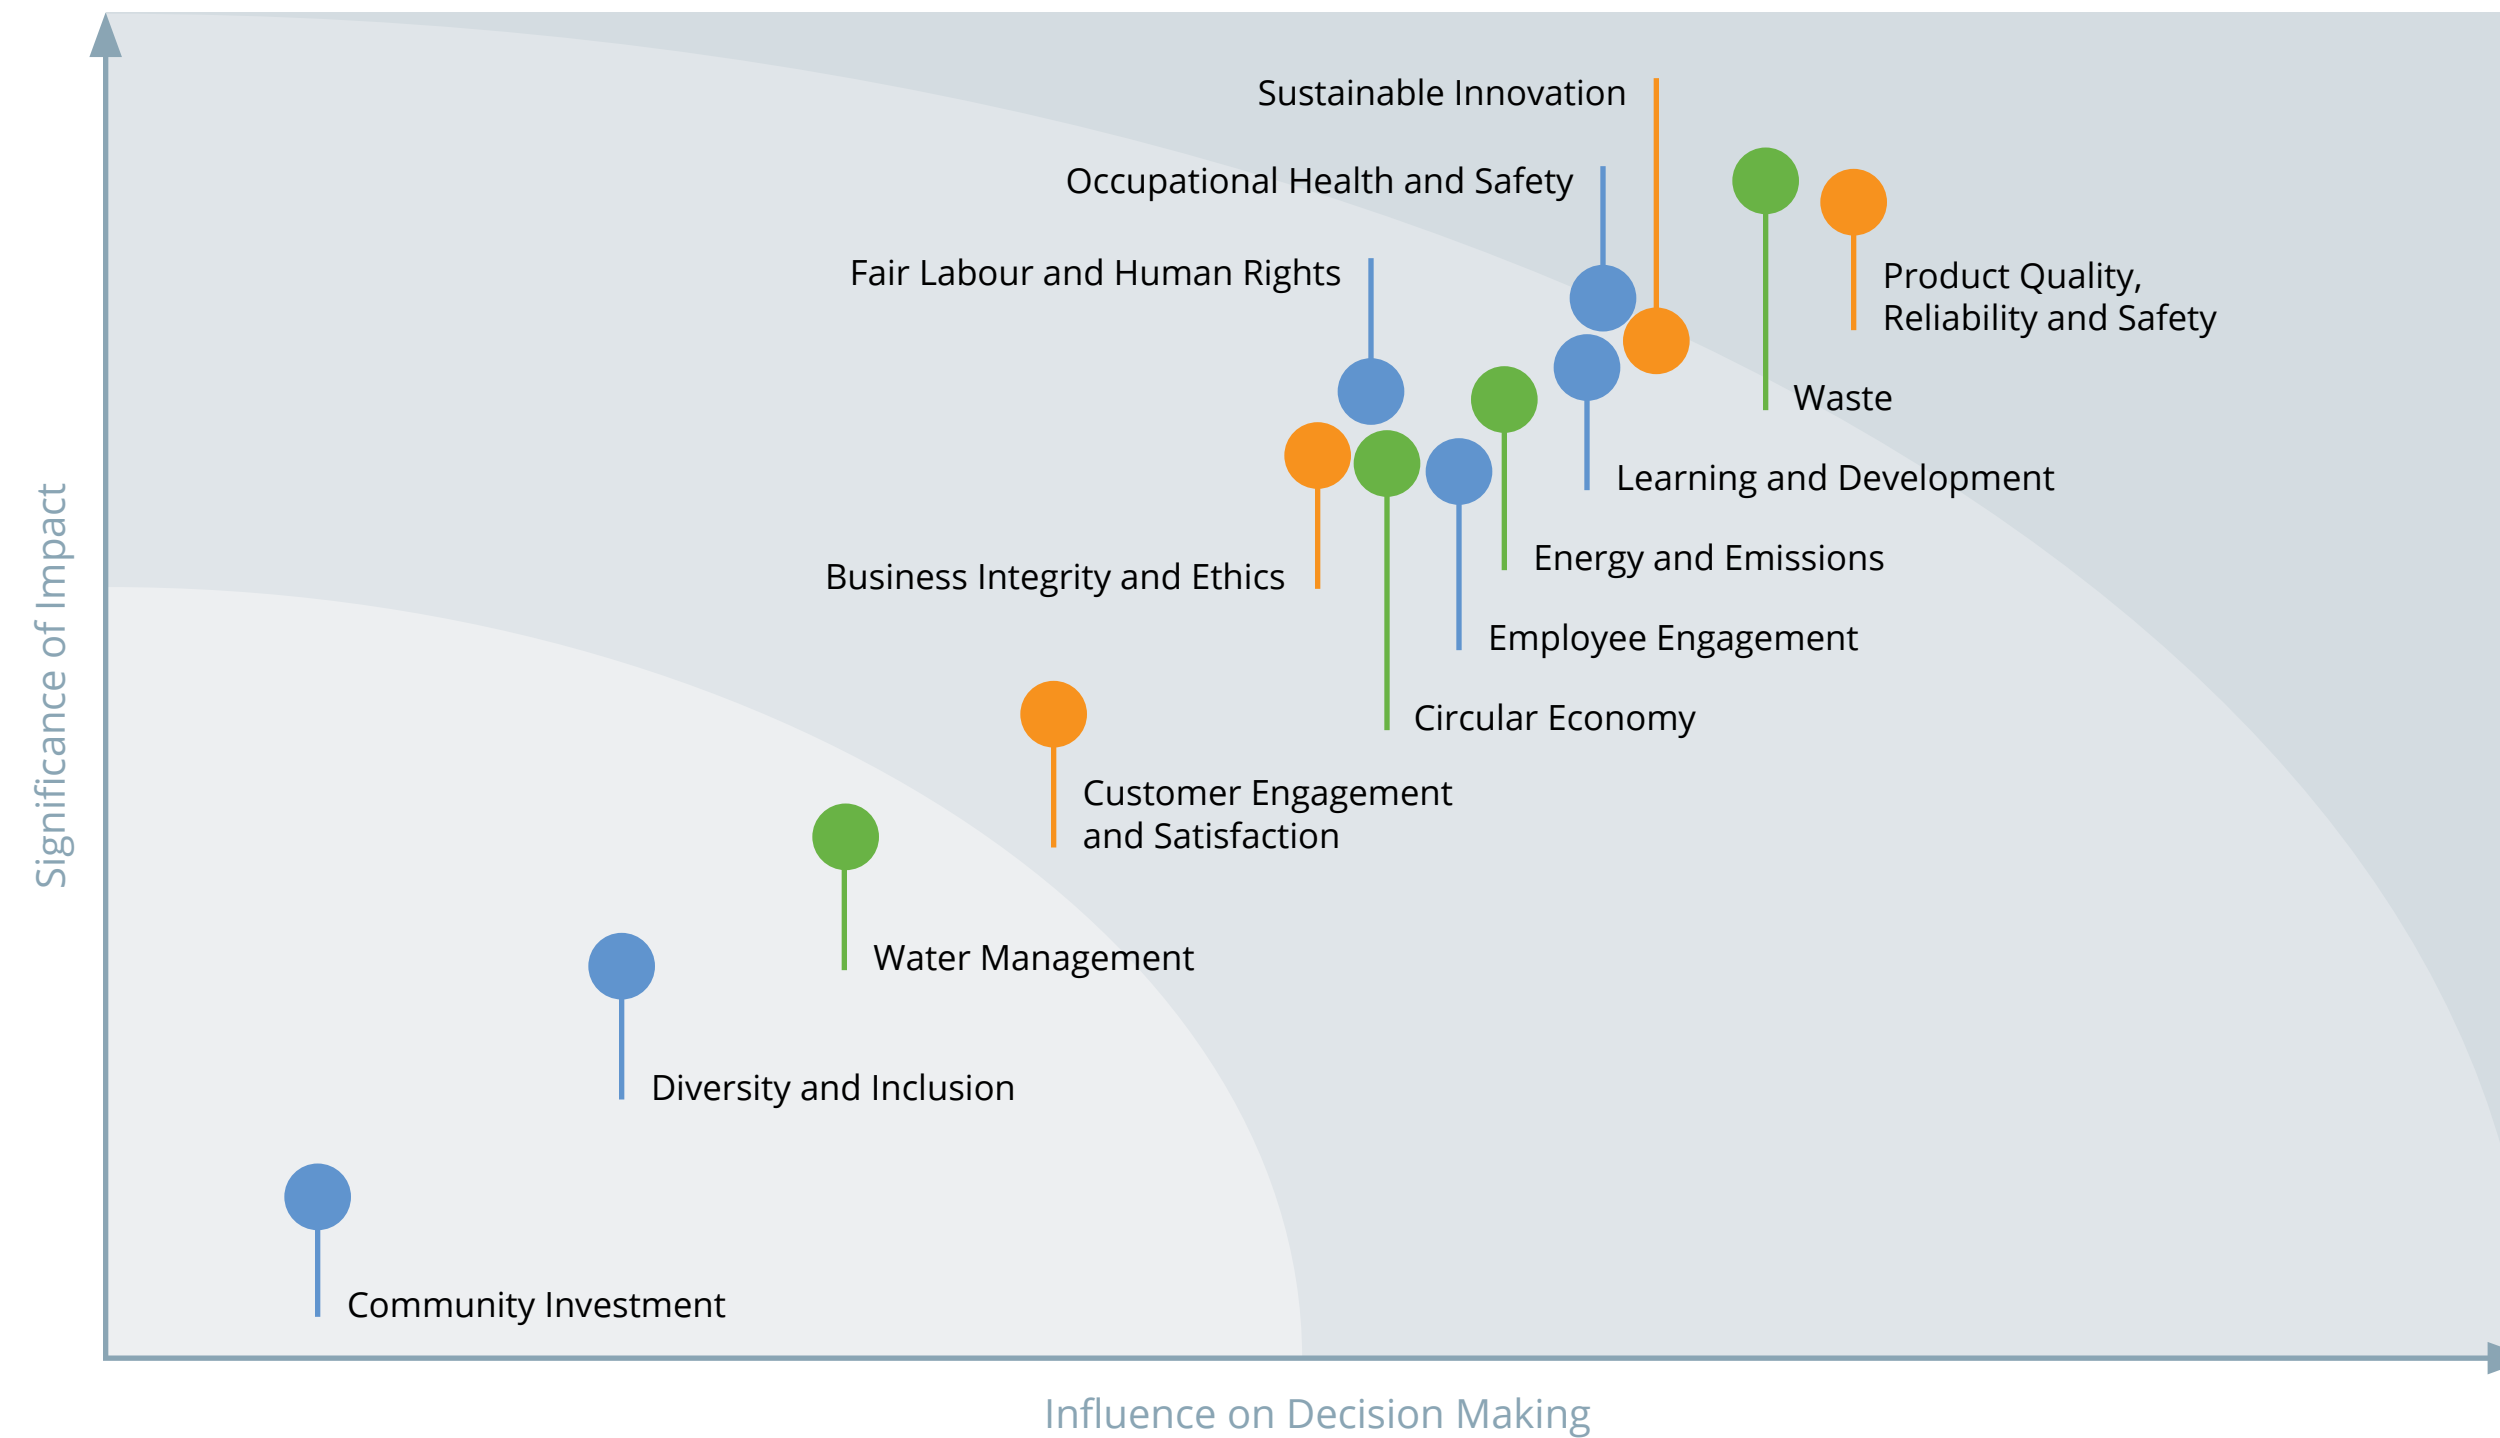 Sustainable Innovation
Occupational Health and Safety
Fair Labour and Human Rights
Product Quality,
Reliability and Safety
Waste
Learning and Development
Energy and Emissions
Business Integrity and Ethics
Employee Engagement
Circular Economy
Customer Engagement
and Satisfaction
Water Management
Diversity and Inclusion
Community Investment
Significance of Impact
Influence on Decision Making